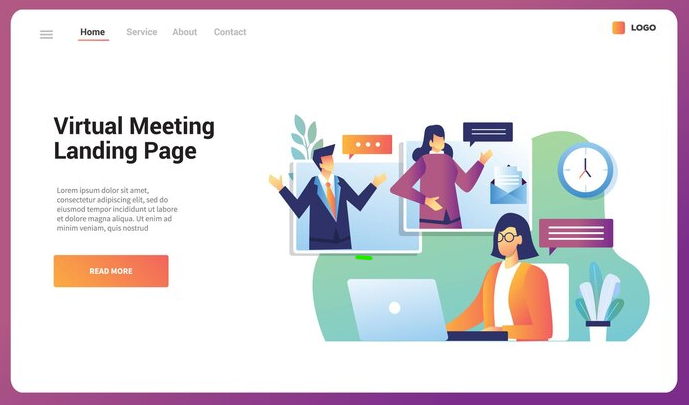 Home Service About Contact
LOGO
Virtual Meeting
Landing Page
Lorem ipsum dolor sit amet,
consectetur adipiscing elit, sed do
eiusmod tempor incididunt ut labore
et dolore magna aliqua. Ut enim ad
minim veniam, quis nostrud
READ MORE